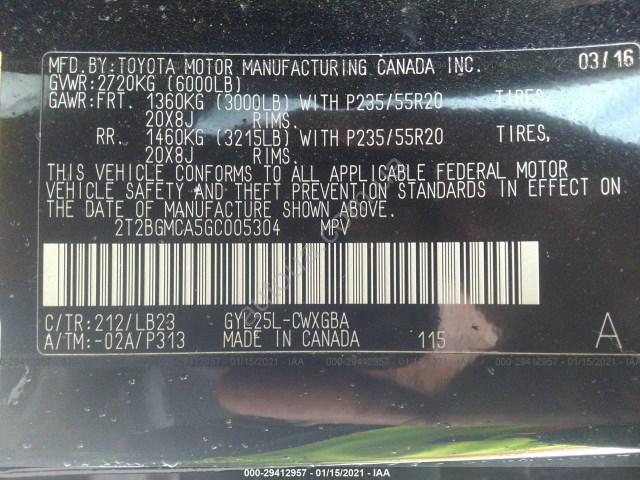 MFD.BY:TOYOTA MOTOR MANUFACTURING CANADA INC. 03/16
GVWR:2720KG (6000LB)
GAWR:FRT. 1360KG (3000LB) WITH P235/55R20 TIRES,
20X8J RIMS.
RR. 1460KG (3215LB) WITH P235/55R20 TIRES,
20X8J RIMS.
THIS VEHICLE CONFORMS TO ALL APPLICABLE FEDERAL MOTOR
VEHICLE SAFETY AND THEFT PREVENTION STANDARDS IN EFFECT ON
THE DATE OF MANUFACTURE SHOWN ABOVE.
2T2BGMCA5GC005304 MPV
C/TR:212/LB23 GYL25L-CWXGBA
A/TM:-02A/P313 MADE IN CANADA 115 A
000-29412957 - 01/15/2021 - IAA